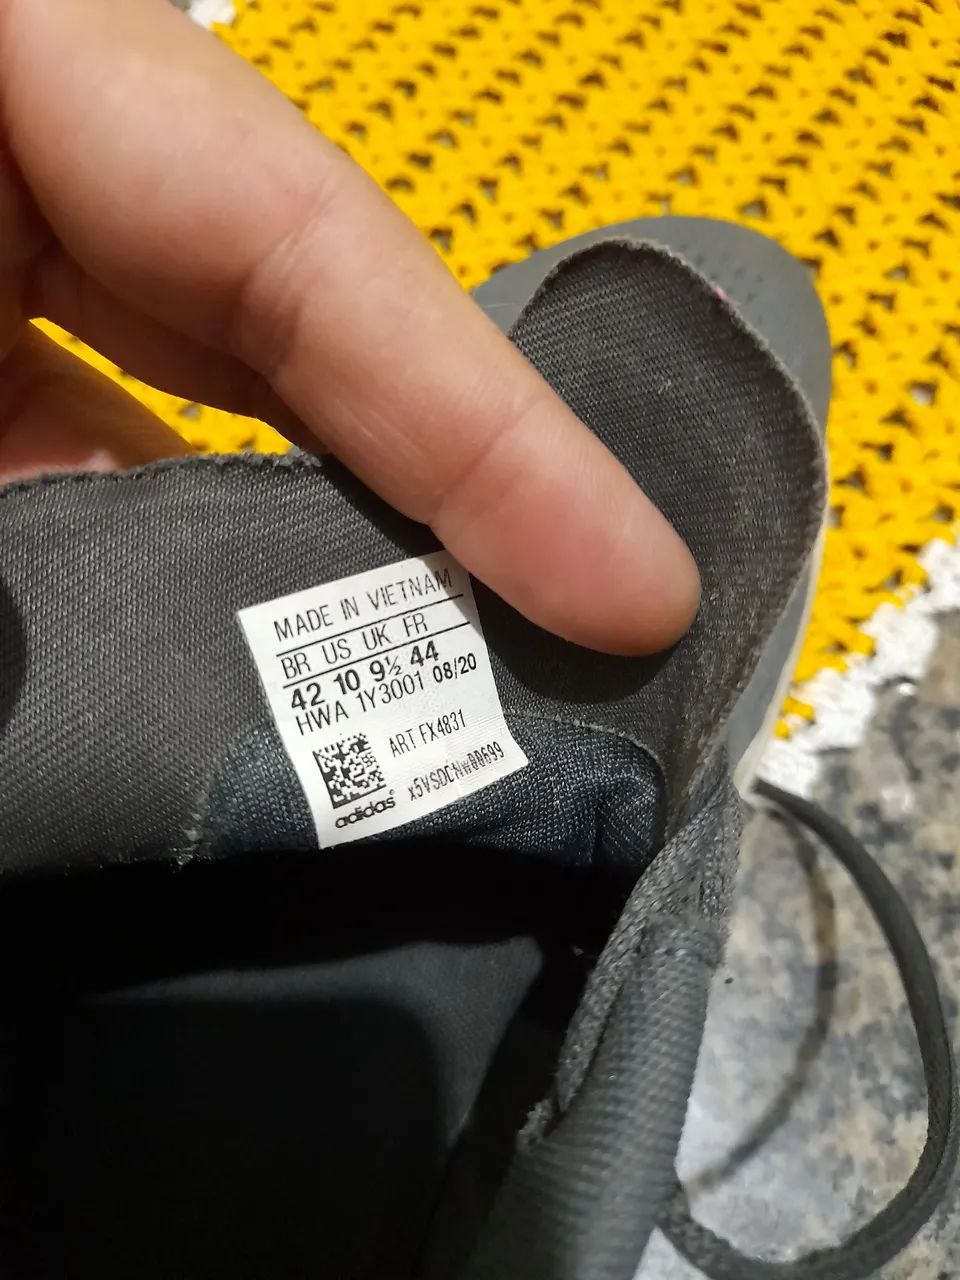 MADE IN VIETNAM
BR US UK FR
42 10 9½ 44
HWA 1Y3001 08/20
ART FX4831
adidas